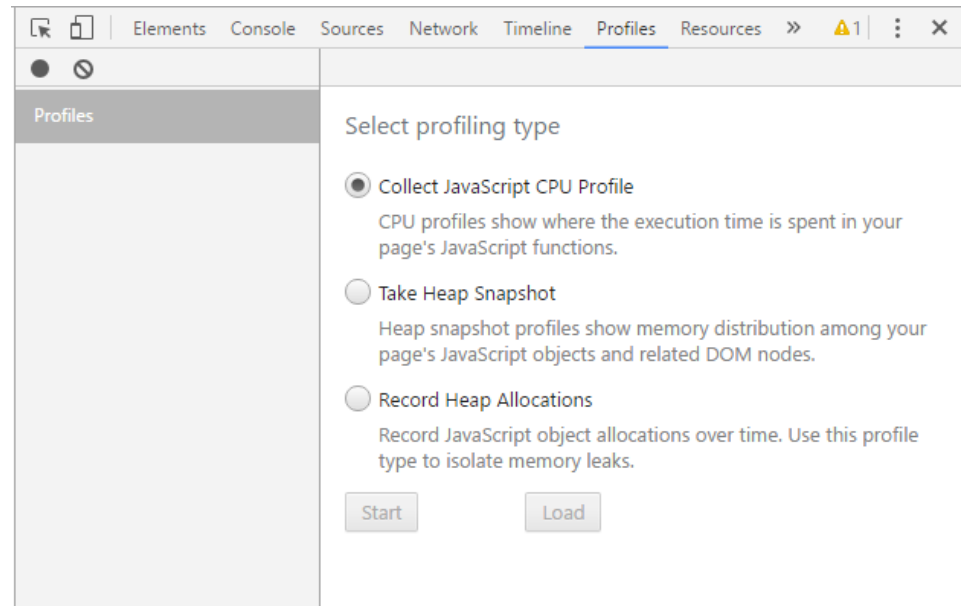 Elements Console Sources Network Timeline Profiles Resources » 1
Profiles
Select profiling type
Collect JavaScript CPU Profile
CPU profiles show where the execution time is spent in your
page's JavaScript functions.
Take Heap Snapshot
Heap snapshot profiles show memory distribution among your
page's JavaScript objects and related DOM nodes.
Record Heap Allocations
Record JavaScript object allocations over time. Use this profile
type to isolate memory leaks.
Start Load